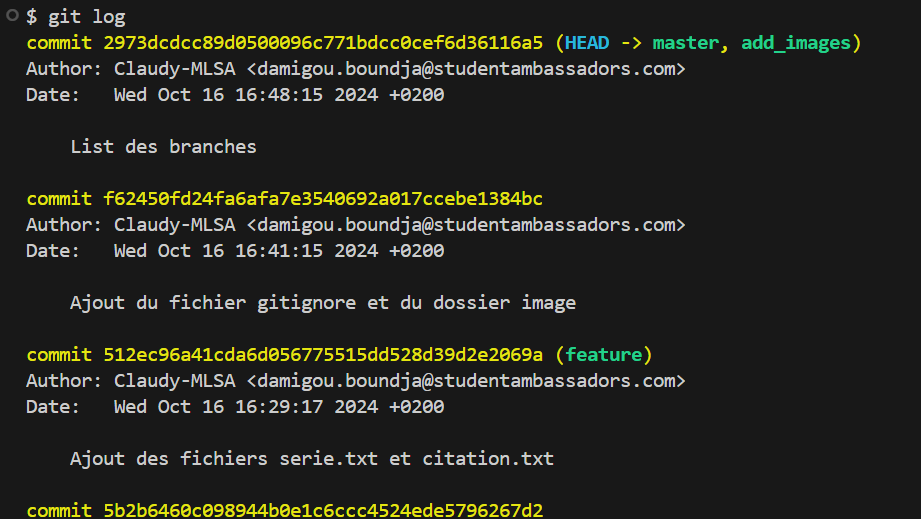 $ git log
commit 2973dcdcc89d0500096c771bdcc0cef6d36116a5 (HEAD -> master, add_images)
Author: Claudy-MLSA <damigou.boundja@studentambassadors.com>
Date:   Wed Oct 16 16:48:15 2024 +0200
List des branches
commit f62450fd24fa6afa7e3540692a017ccebe1384bc
Author: Claudy-MLSA <damigou.boundja@studentambassadors.com>
Date:   Wed Oct 16 16:41:15 2024 +0200
Ajout du fichier gitignore et du dossier image
commit 512ec96a41cda6d056775515dd528d39d2e2069a (feature)
Author: Claudy-MLSA <damigou.boundja@studentambassadors.com>
Date:   Wed Oct 16 16:29:17 2024 +0200
Ajout des fichiers serie.txt et citation.txt
commit 5b2b6460c098944b0e1c6ccc4524ede5796267d2